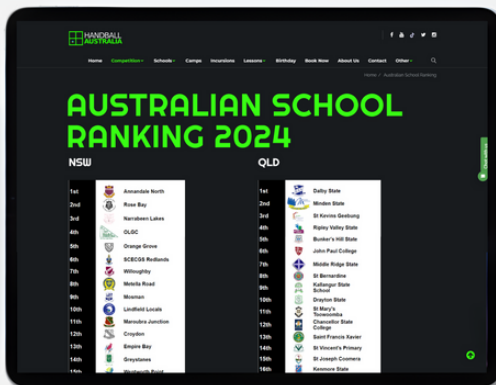 HANDBALL
AUSTRALIA
Home Competition Schools Camps Incursions Lessons Birthday Book Now About Us Contact Other
Home / Australian School Ranking
AUSTRALIAN SCHOOL
RANKING 2024
NSW
1st Annandale North
2nd Rose Bay
3rd Narrabeen Lakes
4th OLGC
5th Orange Grove
6th SCECGS Redlands
7th Willoughby
8th Metella Road
9th Mosman
10th Lindfield Locals
11th Maroubra Junction
12th Croydon
13th Empire Bay
14th Greystanes
15th Wentworth Point
QLD
1st Dalby State
2nd Minden State
3rd St Kevins Geebung
4th Ripley Valley State
5th Bunker's Hill State
6th John Paul College
7th Middle Ridge State
8th St Bernardine
9th Kallangur State
School
10th Drayton State
11th St Mary's
Toowoomba
12th Chancellor State
College
13th Saint Francis Xavier
14th St Vincent's Primary
15th St Joseph Coomera
16th Kenmore State
Chat with us